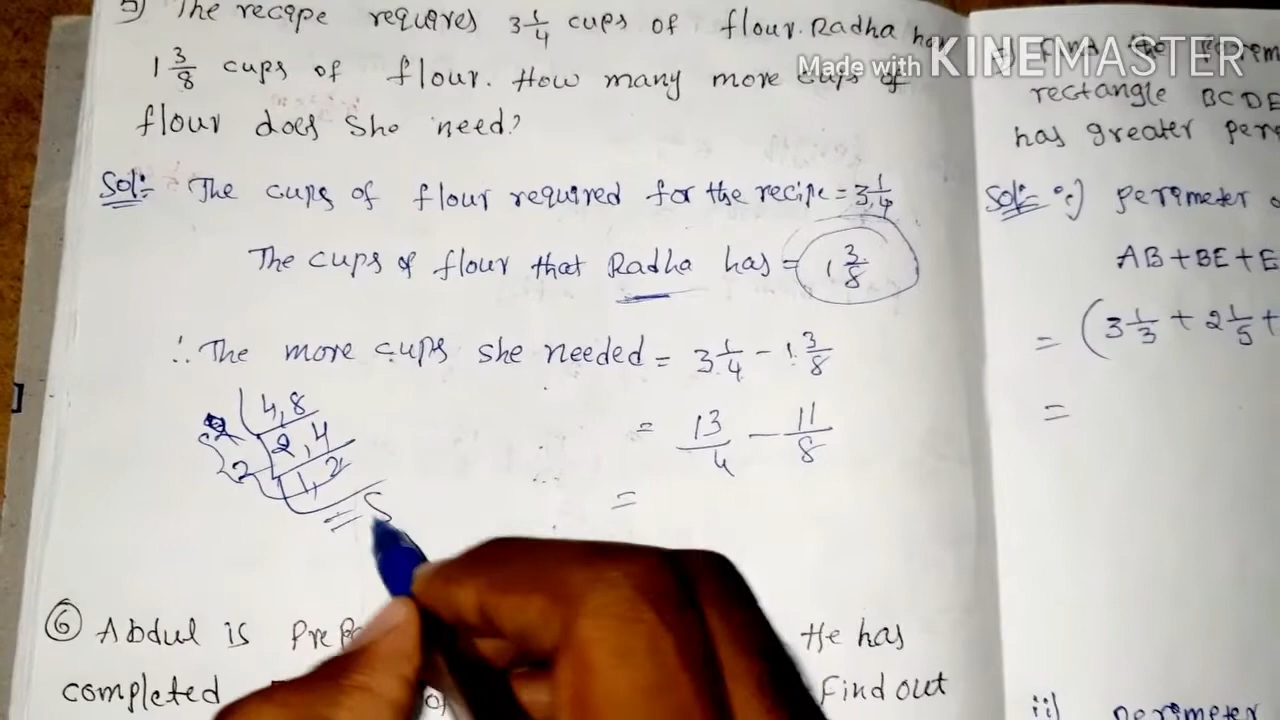 5) The recipe requires 3 1/4 cups of flour. Radha has
1 3/8 cups of flour. How many more cups of
flour does She need?
Sol:- The cups of flour required for the recipe = 3 1/4
The cups of flour that Radha has = 1 3/8
∴ The more cups she needed = 3 1/4 - 1 3/8
= 13/4 - 11/8
=
4, 8
2 2, 4
2 1, 2
⑥ Abdul is He has
completed Find out
Made with KINEMASTER
Find the
rectangle BCDE
has greater
Sol:- i) perimeter
AB+BE+E
= (3 1/3 + 2 1/5 +
=
ii) perimeter